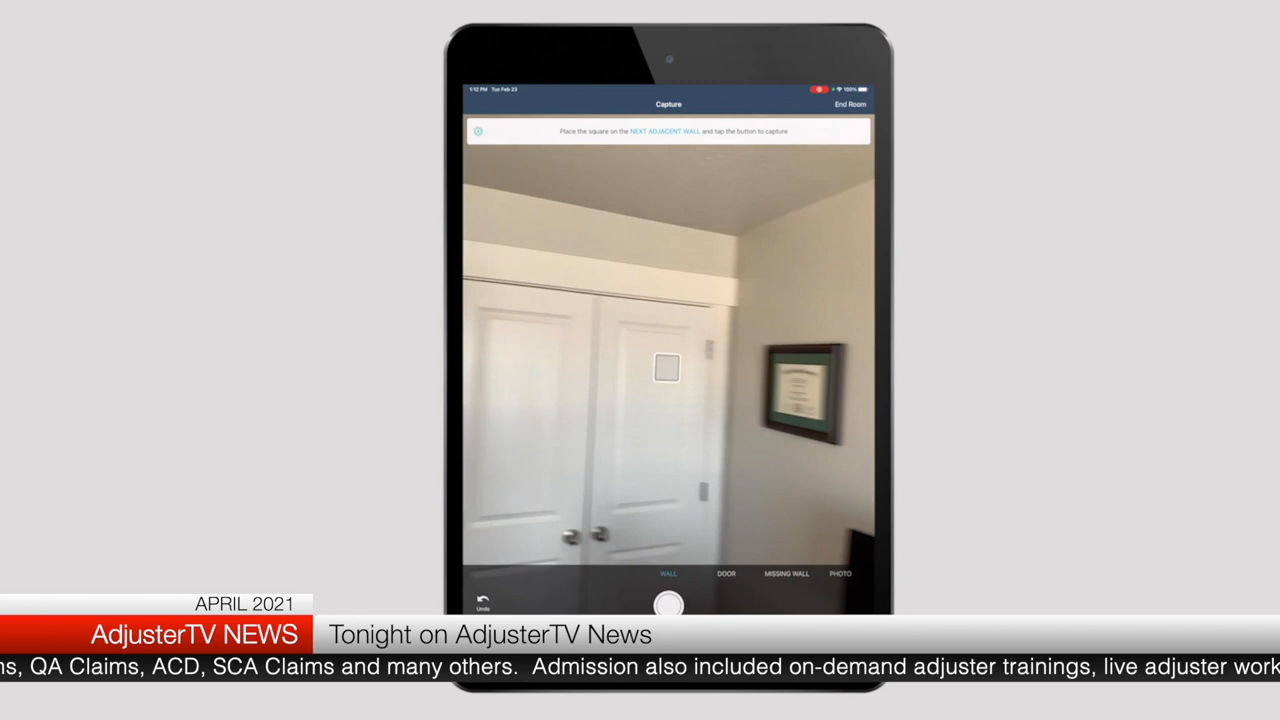 1:12 PM Tue Feb 23
100%
Capture
End Room
Place the square on the NEXT ADJACENT WALL and tap the button to capture
WALL
DOOR
MISSING WALL
PHOTO
Undo
APRIL 2021
AdjusterTV NEWS
Tonight on AdjusterTV News
ns, QA Claims, ACD, SCA Claims and many others. Admission also included on-demand adjuster trainings, live adjuster work